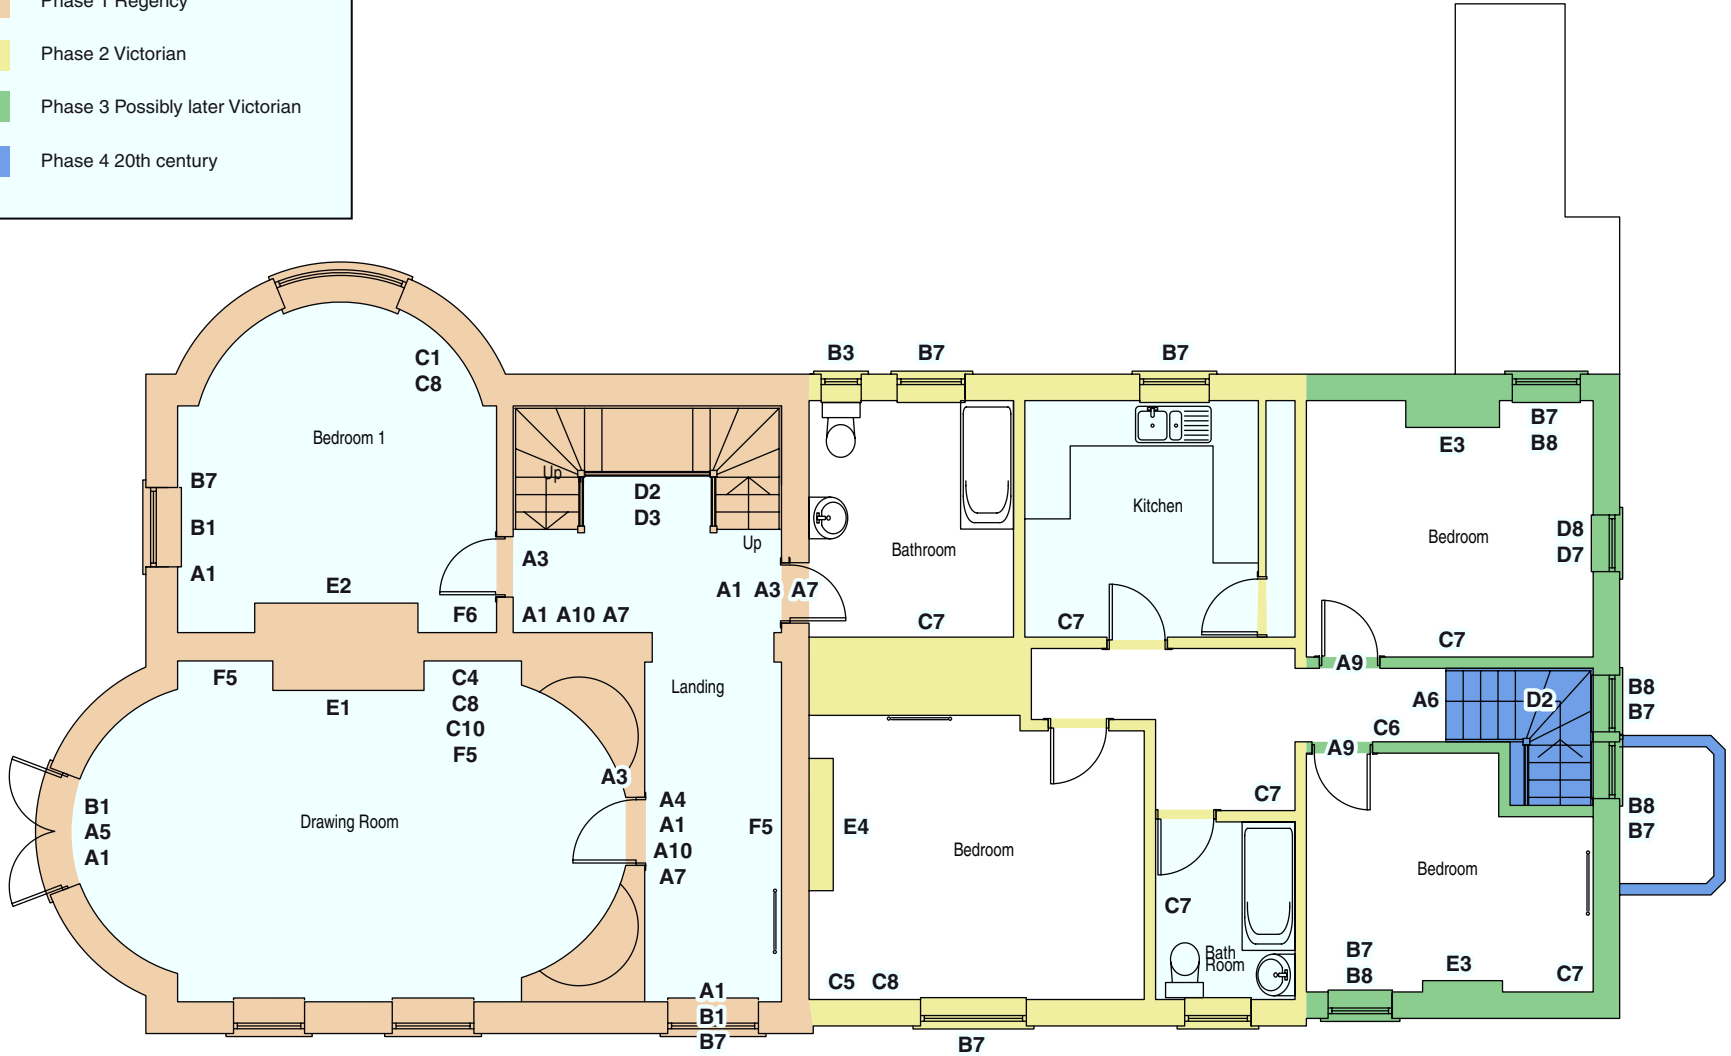 Phase 1 Regency
Phase 2 Victorian
Phase 3 Possibly later Victorian
Phase 4 20th century
B3
B7
B7
C1
C8
B7
B8
E3
Bedroom 1
Up
B7
D2
D3
Kitchen
B1
D8
D7
Bedroom
Up
Bathroom
A3
A1
E2
A1 A3 A7
F6
A1 A10 A7
C7
C7
C7
A9
F5
C4
C8
C10
F5
Landing
E1
B8
B7
A6
D2
C6
A9
A3
A4
A1
A10
A7
B1
A5
A1
Drawing Room
F5
E4
C7
B8
B7
Bedroom
Bedroom
C7
Bath
Room
B7
B8
E3
C7
C5 C8
A1
B1
B7
B7